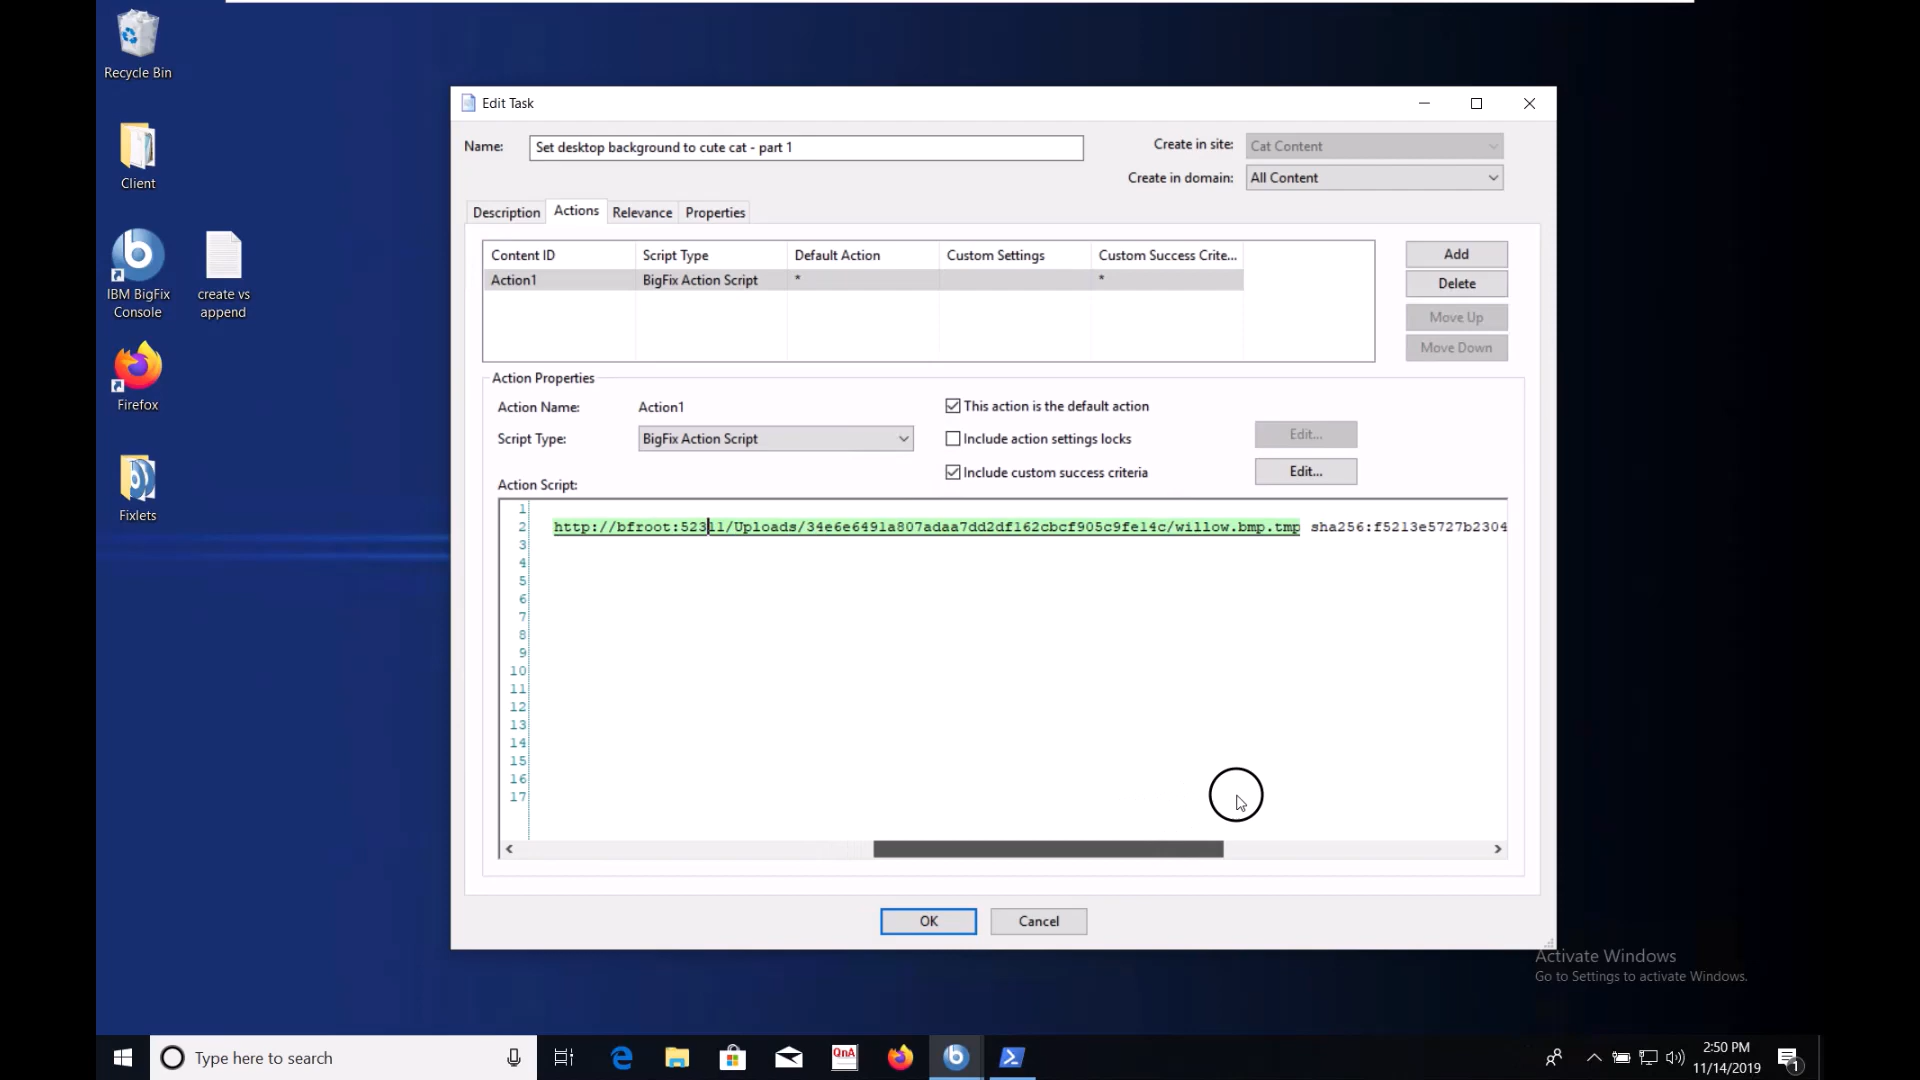 Recycle Bin
Client
IBM BigFix
Console
create vs
append
Firefox
Fixlets
Edit Task
Name:
Set desktop background to cute cat - part 1
Create in site:
Cat Content
Create in domain:
All Content
Description
Actions
Relevance
Properties
Content ID
Script Type
Default Action
Custom Settings
Custom Success Crite...
Action1
BigFix Action Script
*
*
Add
Delete
Move Up
Move Down
Action Properties
Action Name:
Action1
This action is the default action
Script Type:
BigFix Action Script
Include action settings locks
Edit...
Include custom success criteria
Edit...
Action Script:
1
2 http://bfroot:52311/Uploads/34e6e6491a807adaa7dd2df162cbcf905c9fe14c/willow.bmp.tmp sha256:f5213e5727b2304
3
4
5
6
7
8
9
10
11
12
13
14
15
16
17
OK
Cancel
Activate Windows
Go to Settings to activate Windows.
Type here to search
QnA
2:50 PM
11/14/2019
1